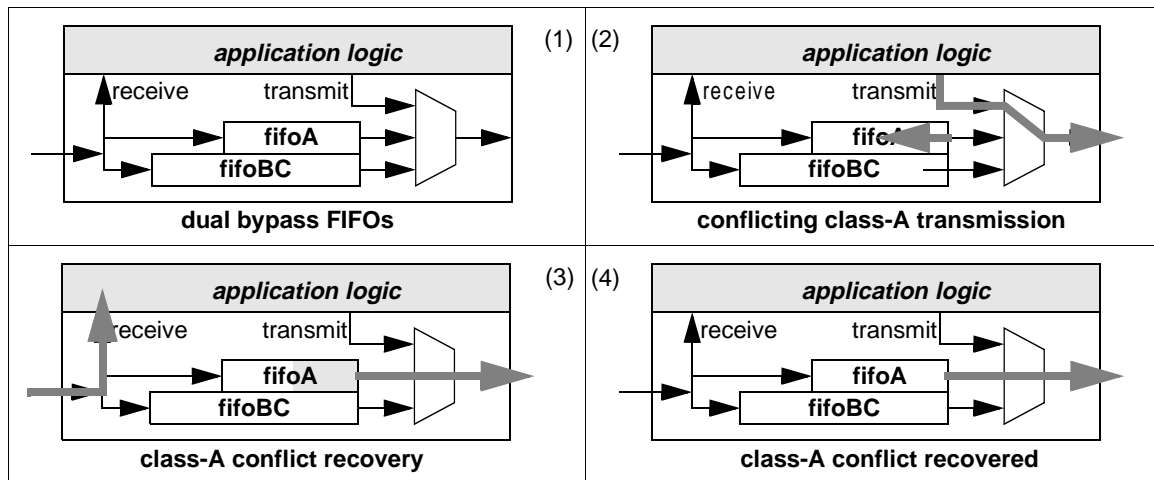 application logic
(1)
receive
transmit
fifoA
fifoBC
dual bypass FIFOs
(2)
application logic
receive
transmit
fifoA
fifoBC
conflicting class-A transmission
application logic
(3)
receive
transmit
fifoA
fifoBC
class-A conflict recovery
(4)
application logic
receive
transmit
fifoA
fifoBC
class-A conflict recovered